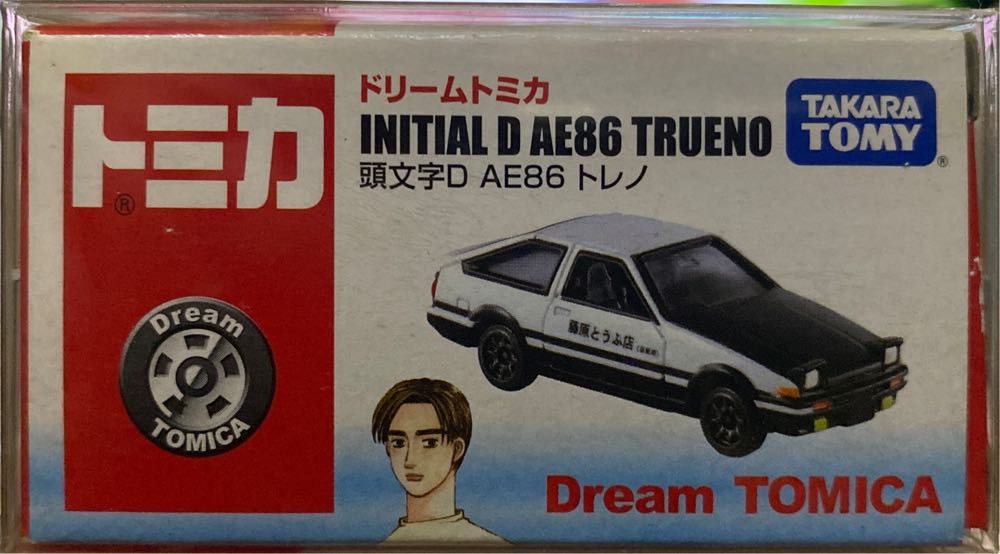 トミカ®
ドリームトミカ
INITIAL D AE86 TRUENO
頭文字D AE86 トレノ
TAKARA
TOMY®
藤原とうふ店
Dream
TOMICA
Dream TOMICA